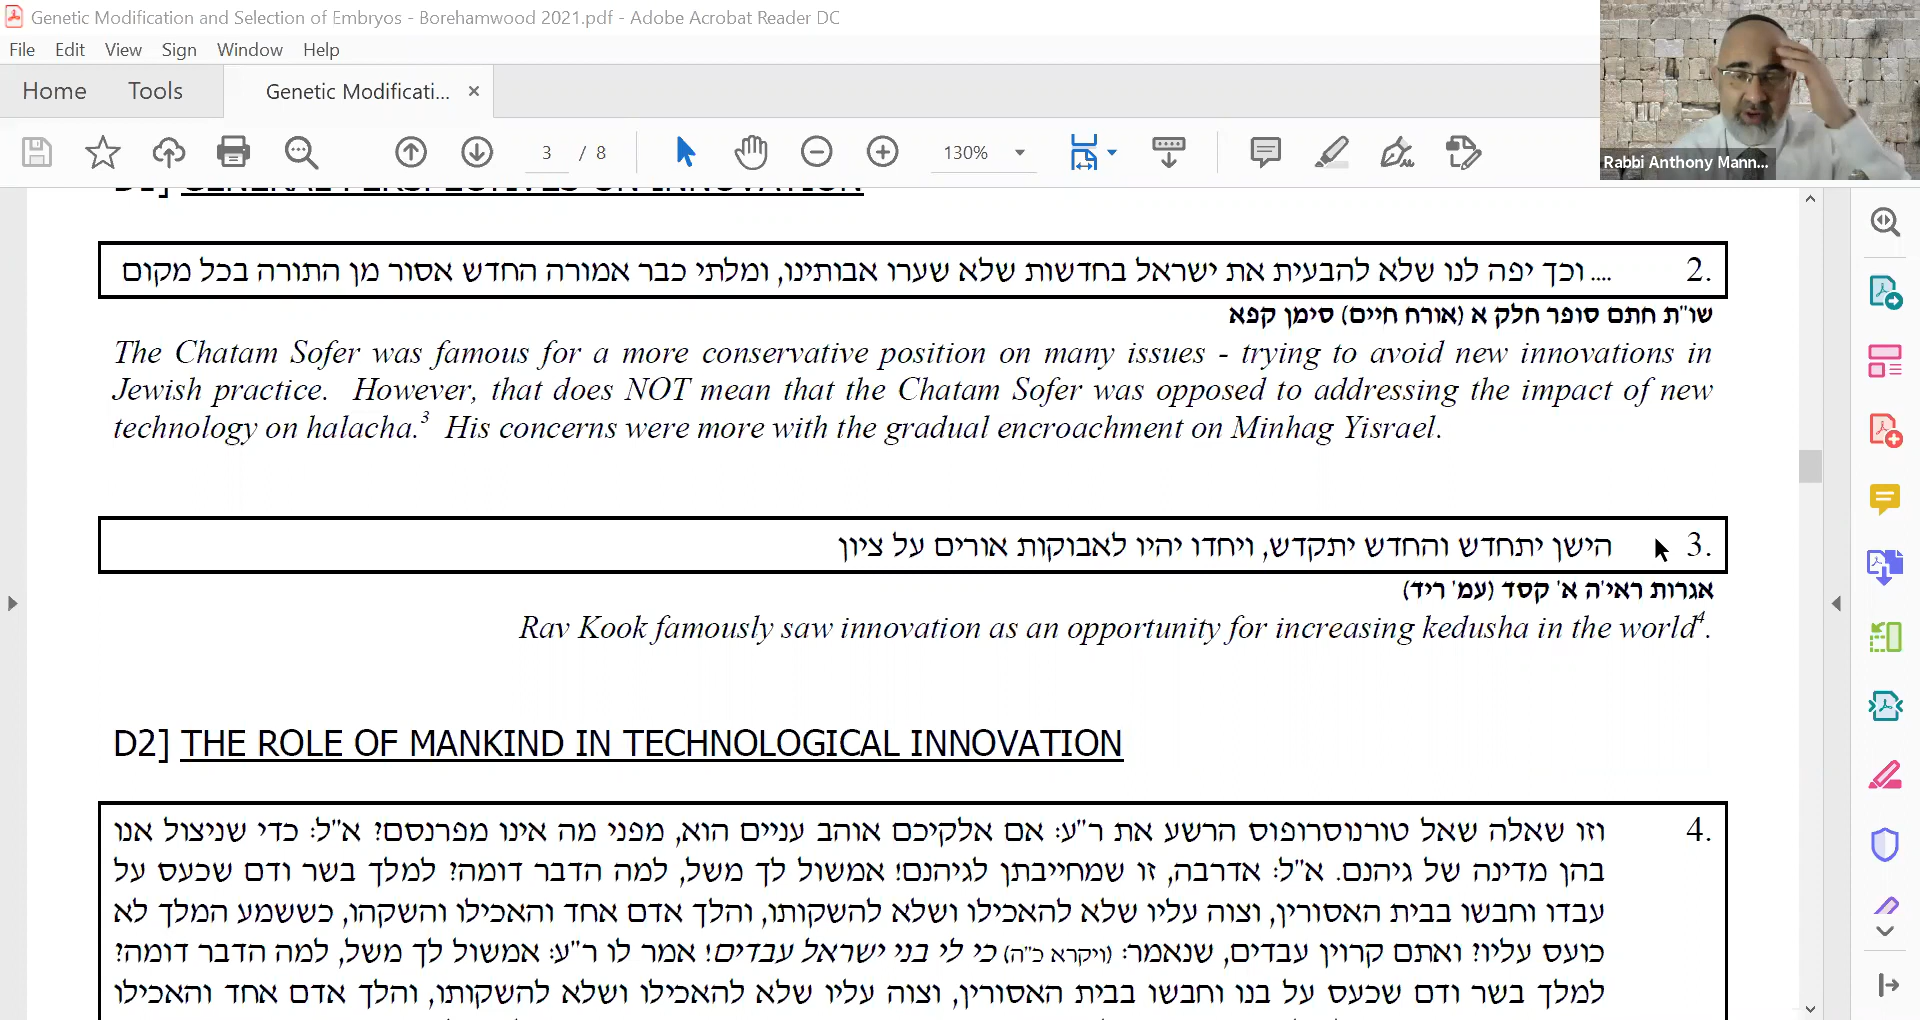 Genetic Modification and Selection of Embryos - Borehamwood 2021.pdf - Adobe Acrobat Reader DC
File Edit View Sign Window Help
Home Tools Genetic Modificati... ×
3 / 8 130%
Rabbi Anthony Mann...
D1] GENERAL PERSPECTIVES ON INNOVATION
2. .... וכך יפה לנו שלא להבעית את ישראל בחדשות שלא שערו אבותינו, ומלתי כבר אמורה החדש אסור מן התורה בכל מקום
שו"ת חתם סופר חלק א (אורח חיים) סימן קפא
The Chatam Sofer was famous for a more conservative position on many issues - trying to avoid new innovations in
Jewish practice. However, that does NOT mean that the Chatam Sofer was opposed to addressing the impact of new
technology on halacha.3 His concerns were more with the gradual encroachment on Minhag Yisrael.
3. הישן יתחדש והחדש יתקדש, ויחדו יהיו לאבוקות אורים על ציון
אגרות ראי'ה א' קסד (עמ' ריד)
Rav Kook famously saw innovation as an opportunity for increasing kedusha in the world4.
D2] THE ROLE OF MANKIND IN TECHNOLOGICAL INNOVATION
4. וזו שאלה שאל טורנוסרופוס הרשע את ר"ע: אם אלקיכם אוהב עניים הוא, מפני מה אינו מפרנסם? א"ל: כדי שניצול אנו
בהן מדינה של גיהנם. א"ל: אדרבה, זו שמחייבתן לגיהנם! אמשול לך משל, למה הדבר דומה? למלך בשר ודם שכעס על
עבדו וחבשו בבית האסורין, וצוה עליו שלא להאכילו ושלא להשקותו, והלך אדם אחד והאכילו והשקהו, כששמע המלך לא
כועס עליו? ואתם קרוין עבדים, שנאמר: (ויקרא כ"ה) כי לי בני ישראל עבדים! אמר לו ר"ע: אמשול לך משל, למה הדבר דומה?
למלך בשר ודם שכעס על בנו וחבשו בבית האסורין, וצוה עליו שלא להאכילו ושלא להשקותו, והלך אדם אחד והאכילו